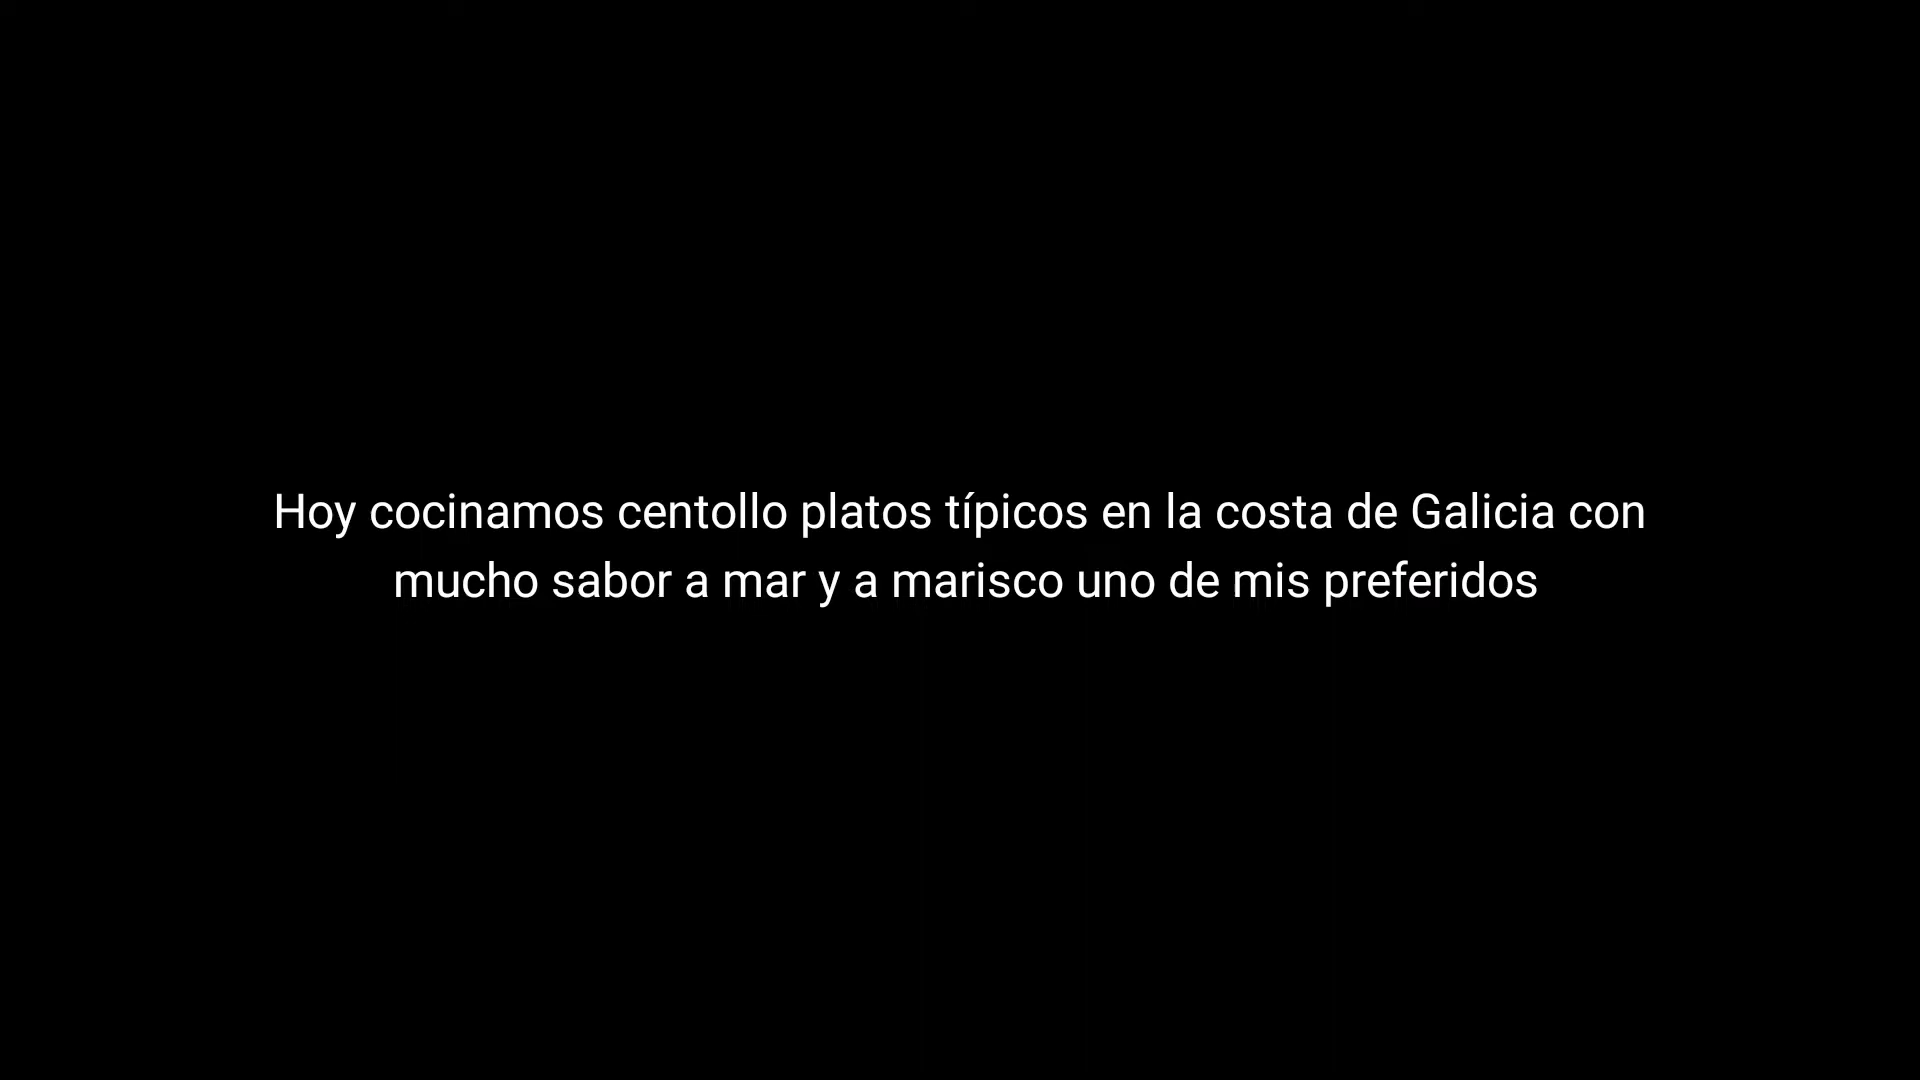 Hoy cocinamos centollo platos típicos en la costa de Galicia con
mucho sabor a mar y a marisco uno de mis preferidos